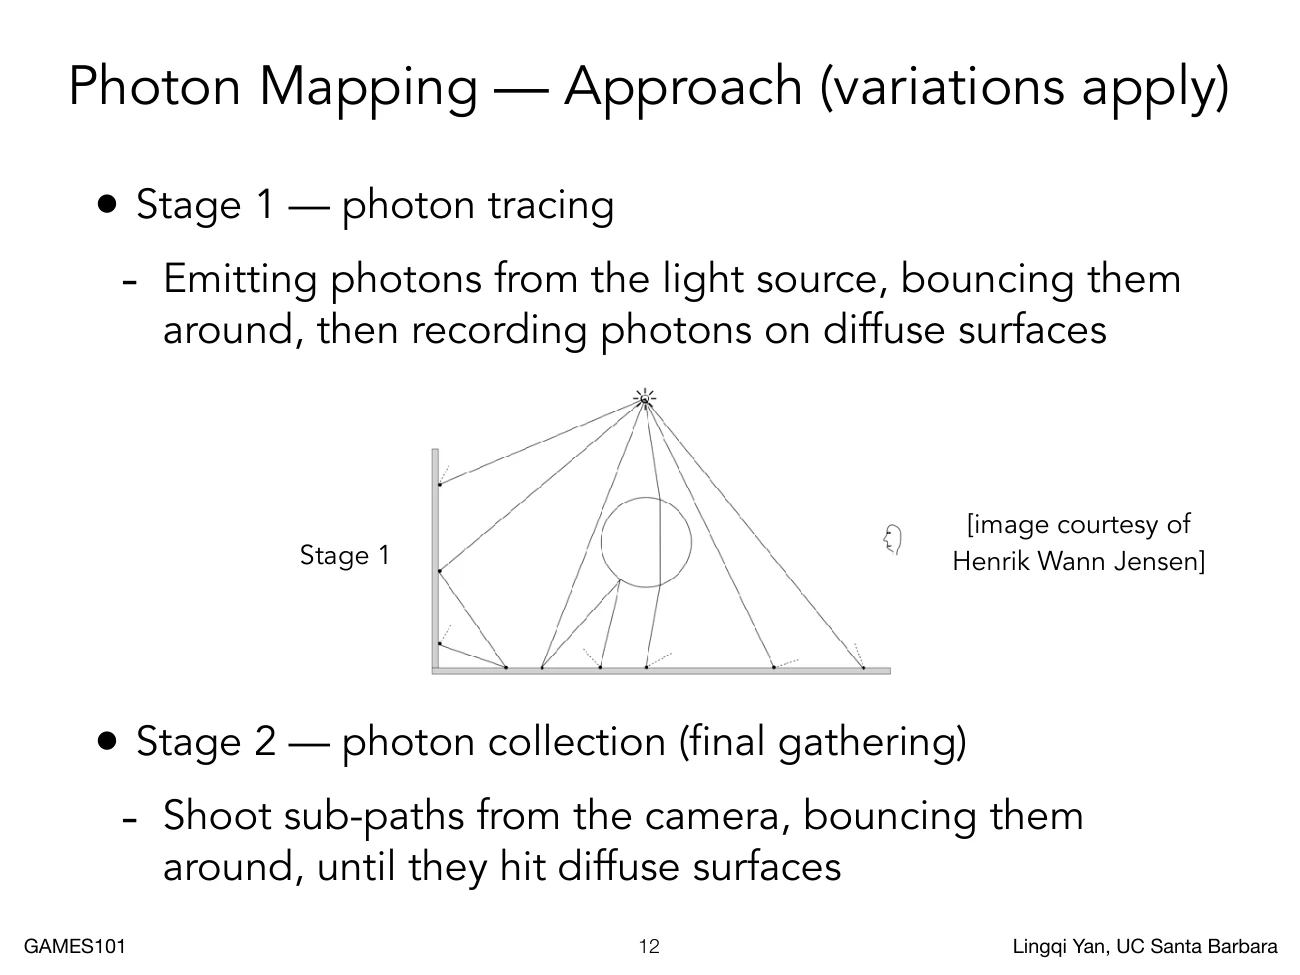 Photon Mapping — Approach (variations apply)
• Stage 1 — photon tracing
- Emitting photons from the light source, bouncing them
around, then recording photons on diffuse surfaces
Stage 1
[image courtesy of
Henrik Wann Jensen]
• Stage 2 — photon collection (final gathering)
- Shoot sub-paths from the camera, bouncing them
around, until they hit diffuse surfaces
GAMES101
12
Lingqi Yan, UC Santa Barbara